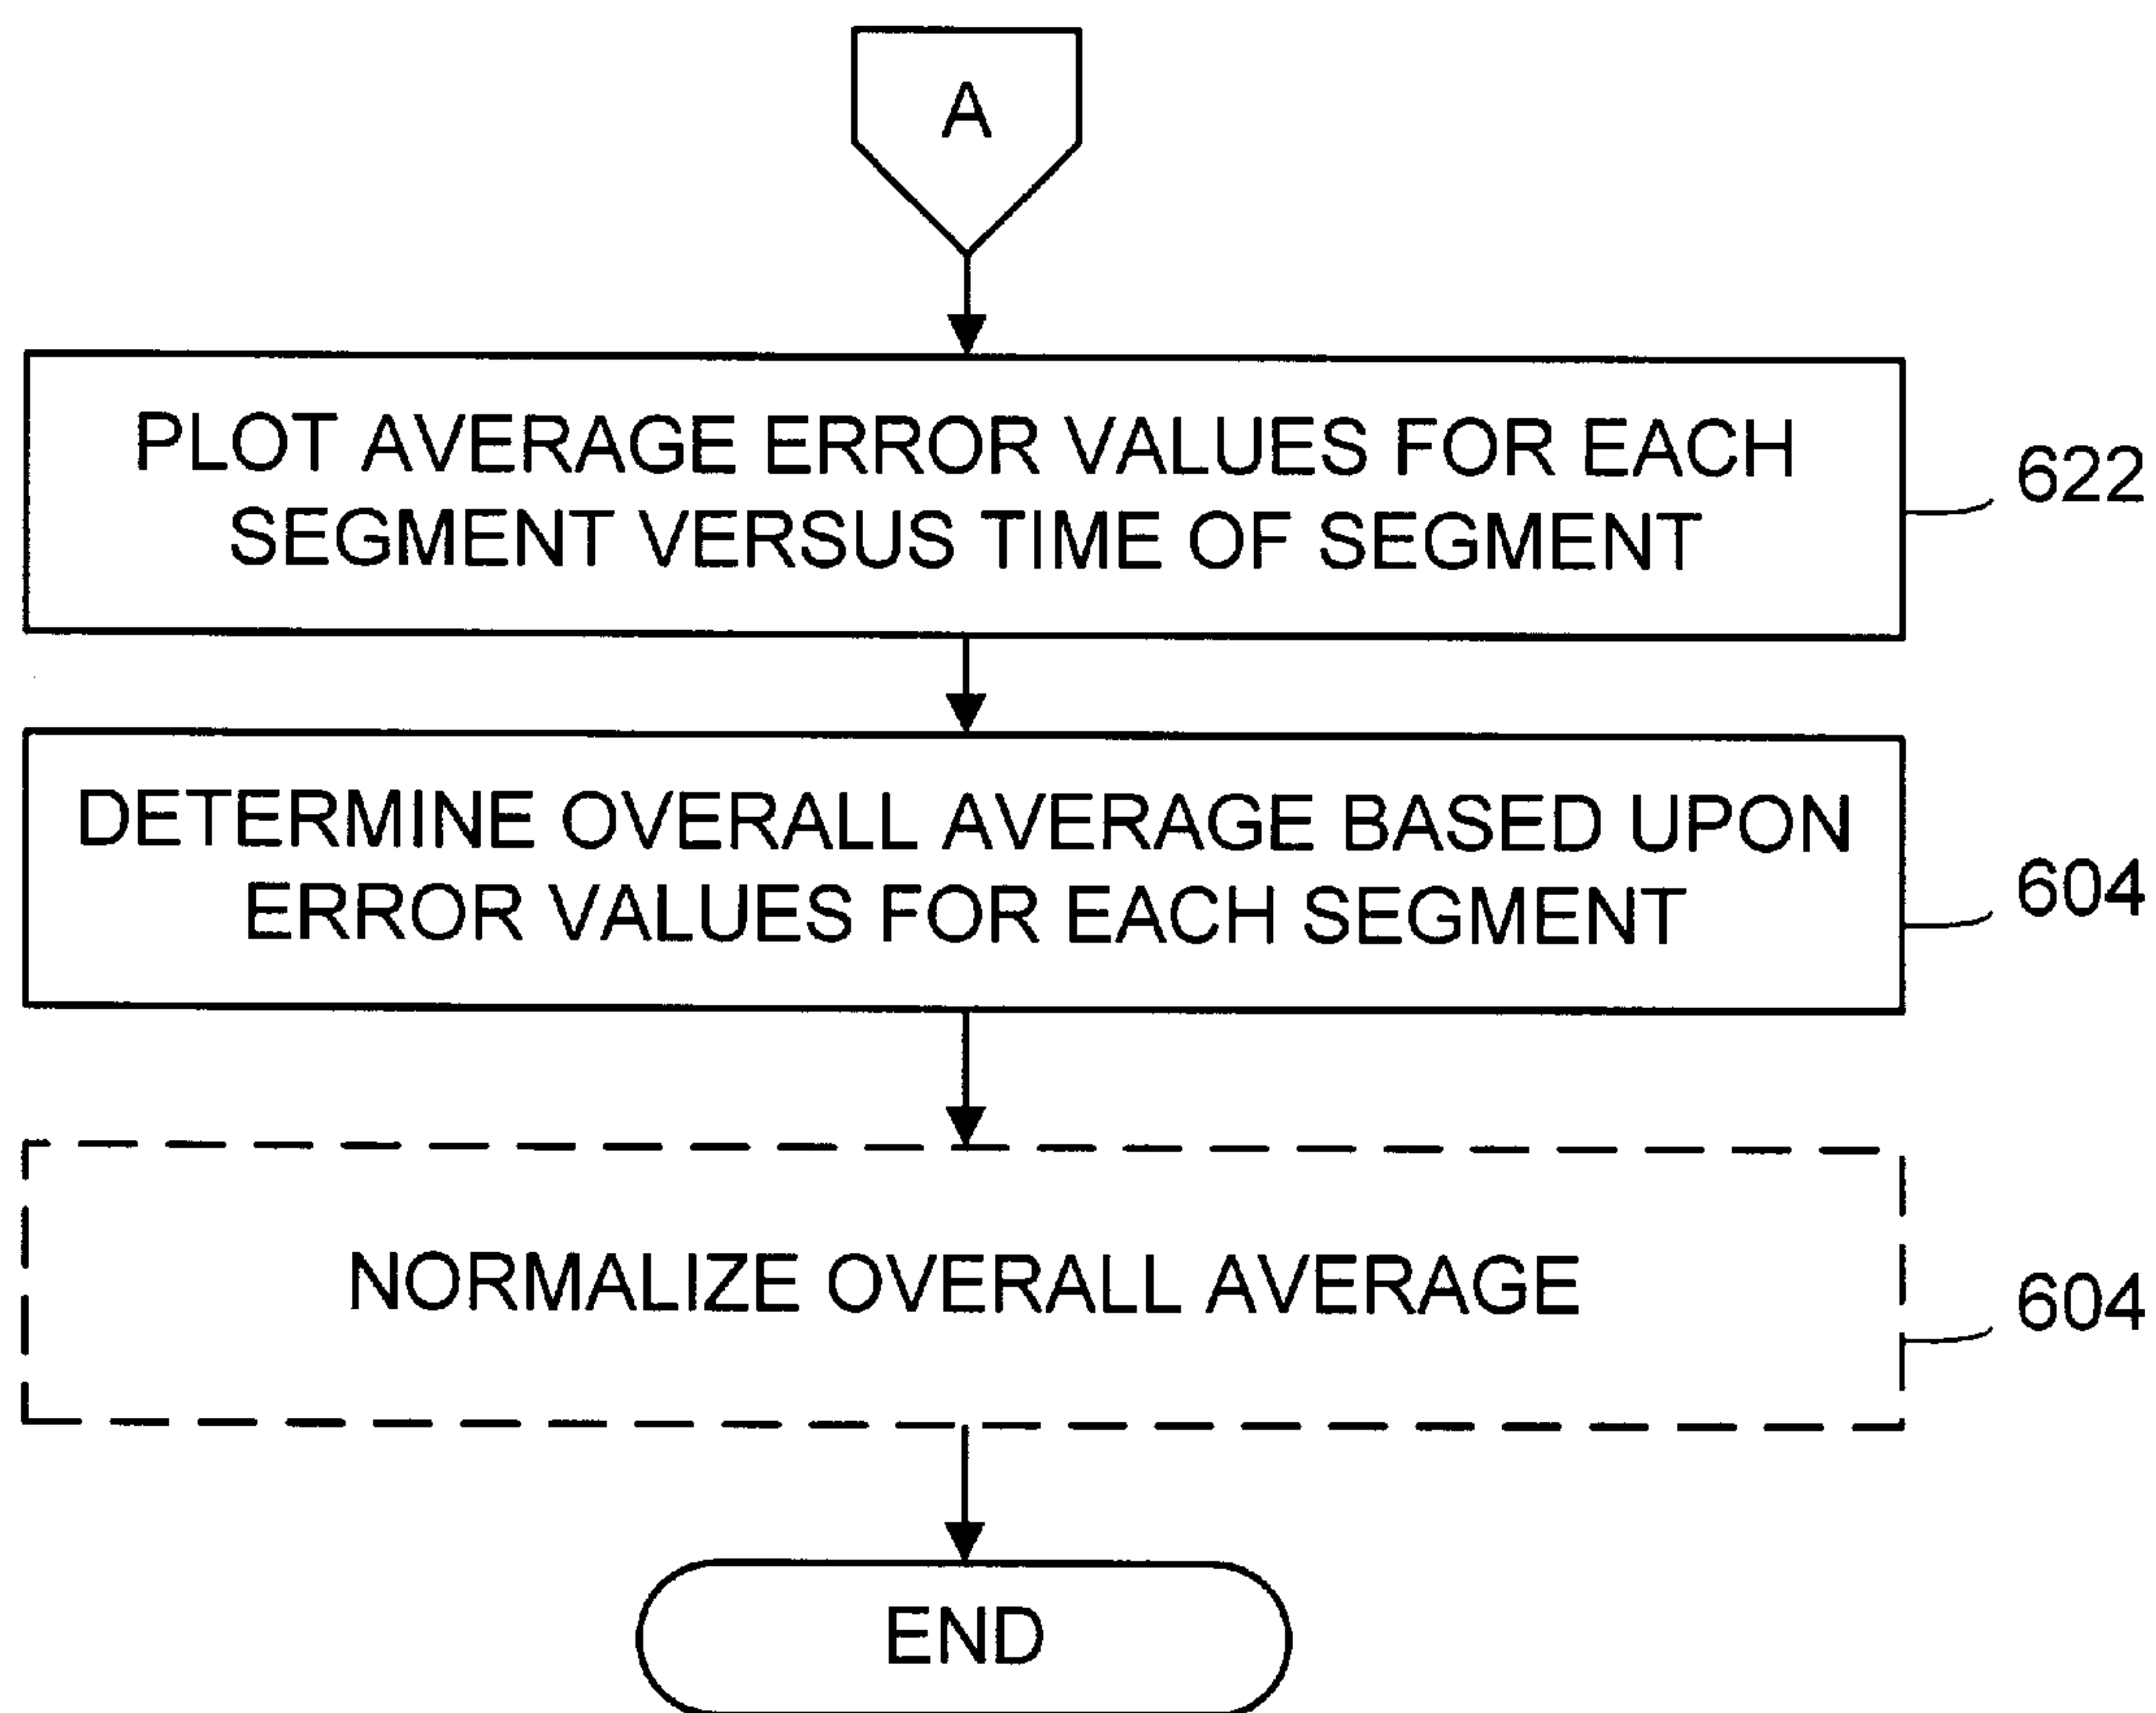 A
PLOT AVERAGE ERROR VALUES FOR EACH
SEGMENT VERSUS TIME OF SEGMENT
622
DETERMINE OVERALL AVERAGE BASED UPON
ERROR VALUES FOR EACH SEGMENT
604
NORMALIZE OVERALL AVERAGE
604
END